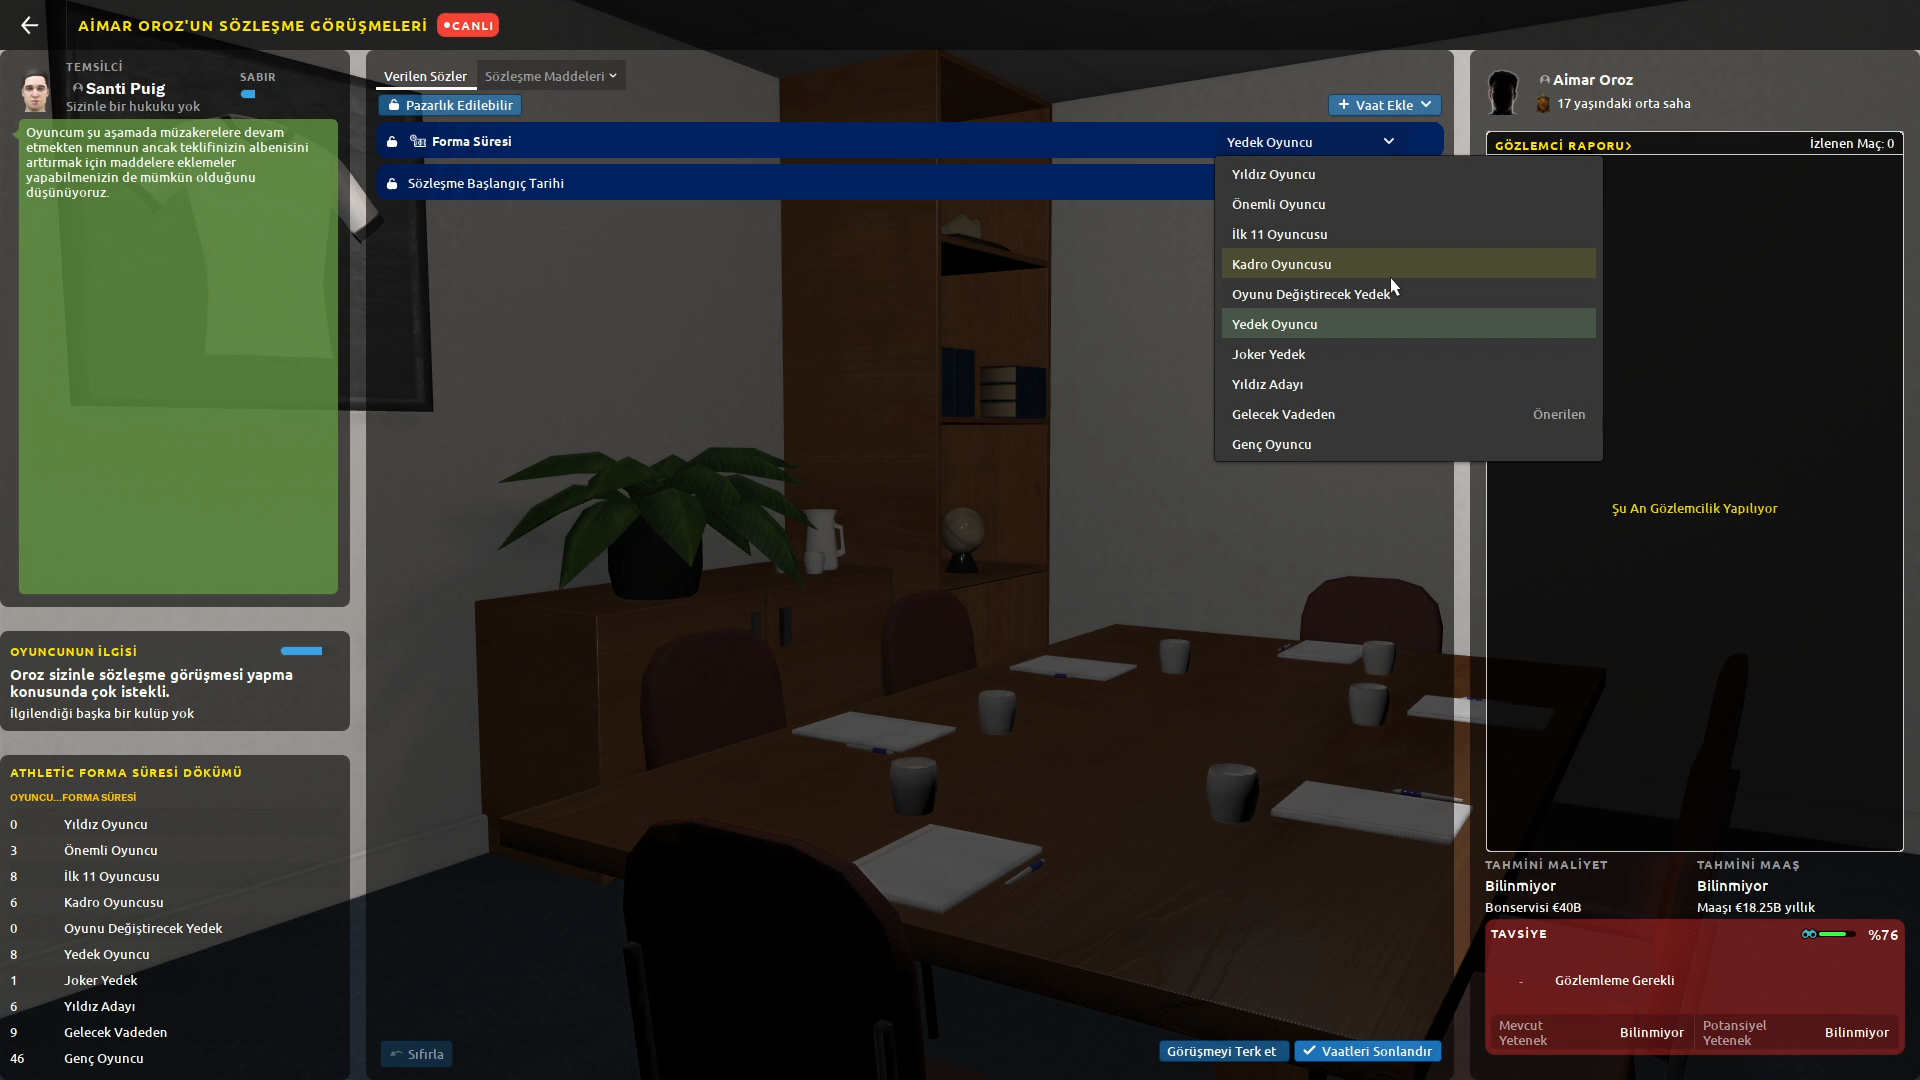 AİMAR OROZ'UN SÖZLEŞME GÖRÜŞMELERİ
CANLI
TEMSİLCİ
Santi Puig
Sizinle bir hukuku yok
SABIR
Oyuncum şu aşamada müzakerelere devam
etmekten memnun ancak teklifinizin albenisini
arttırmak için maddelere eklemeler
yapabilmenizin de mümkün olduğunu
düşünüyoruz.
OYUNCUNUN İLGİSİ
Oroz sizinle sözleşme görüşmesi yapma
konusunda çok istekli.
İlgilendiği başka bir kulüp yok
ATHLETIC FORMA SÜRESİ DÖKÜMÜ
OYUNCU...FORMA SÜRESİ
0 Yıldız Oyuncu
3 Önemli Oyuncu
8 İlk 11 Oyuncusu
6 Kadro Oyuncusu
0 Oyunu Değiştirecek Yedek
8 Yedek Oyuncu
1 Joker Yedek
6 Yıldız Adayı
9 Gelecek Vadeden
46 Genç Oyuncu
Verilen Sözler
Sözleşme Maddeleri
Pazarlık Edilebilir
+ Vaat Ekle
Forma Süresi
Yedek Oyuncu
Sözleşme Başlangıç Tarihi
Yıldız Oyuncu
Önemli Oyuncu
İlk 11 Oyuncusu
Kadro Oyuncusu
Oyunu Değiştirecek Yedek
Yedek Oyuncu
Joker Yedek
Yıldız Adayı
Gelecek Vadeden Önerilen
Genç Oyuncu
Sıfırla
Görüşmeyi Terk et
Vaatleri Sonlandır
Aimar Oroz
17 yaşındaki orta saha
GÖZLEMCİ RAPORU>
İzlenen Maç: 0
Şu An Gözlemcilik Yapılıyor
TAHMİNİ MALİYET
Bilinmiyor
Bonservisi €40B
TAHMİNİ MAAŞ
Bilinmiyor
Maaşı €18.25B yıllık
TAVSİYE
%76
- Gözlemleme Gerekli
Mevcut
Yetenek
Bilinmiyor
Potansiyel
Yetenek
Bilinmiyor